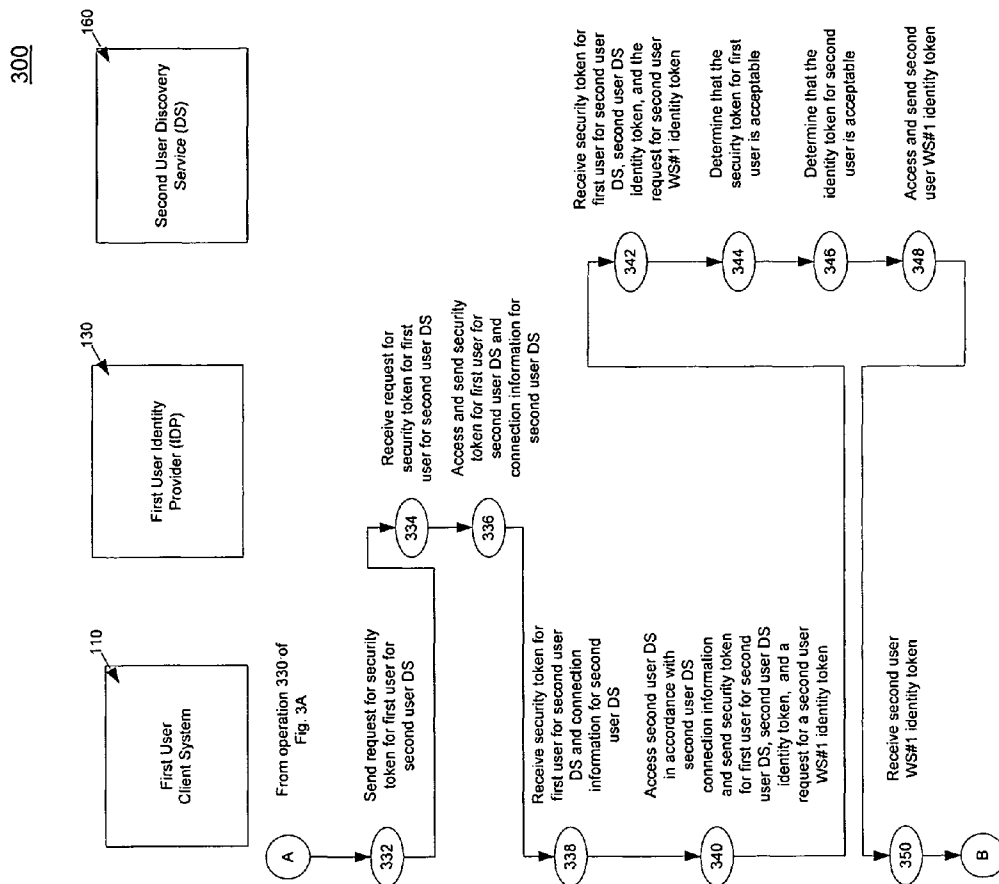 300
110
First User
Client System
130
First User Identity
Provider (IDP)
160
Second User Discovery
Service (DS)
A
From operation 330 of
Fig. 3A
332
Send request for security
token for first user for
second user DS
334
Receive request for
security token for first
user for second user DS
336
Access and send security
token for first user for
second user DS and
connection information for
second user DS
338
Receive security token for
first user for second user
DS and connection
information for second
user DS
340
Access second user DS
in accordance with
second user DS
connection information
and send security token
for first user for second
user DS, second user DS
identity token, and a
request for a second user
WS#1 identity token
342
Receive security token for
first user for second user
DS, second user DS
identity token, and the
request for second user
WS#1 identity token
344
Determine that the
secuirty token for first
user is acceptable
346
Determine that the
identity token for second
user is acceptable
348
Access and send second
user WS#1 identity token
350
Receive second user
WS#1 identity token
B